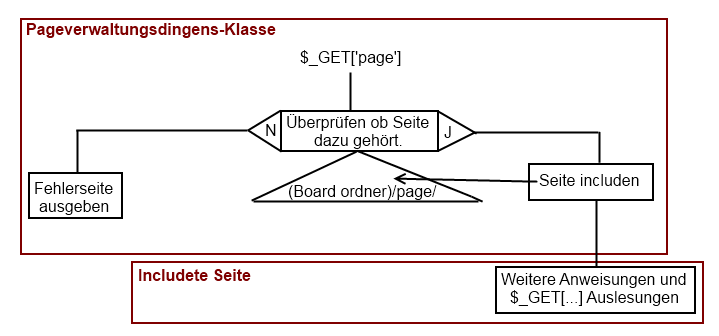 Pageverwaltungsdingens-Klasse
$_GET['page']
N
Überprüfen ob Seite
dazu gehört.
J
Fehlerseite
ausgeben
(Board ordner)/page/
Seite includen
Includete Seite
Weitere Anweisungen und
$_GET[...] Auslesungen